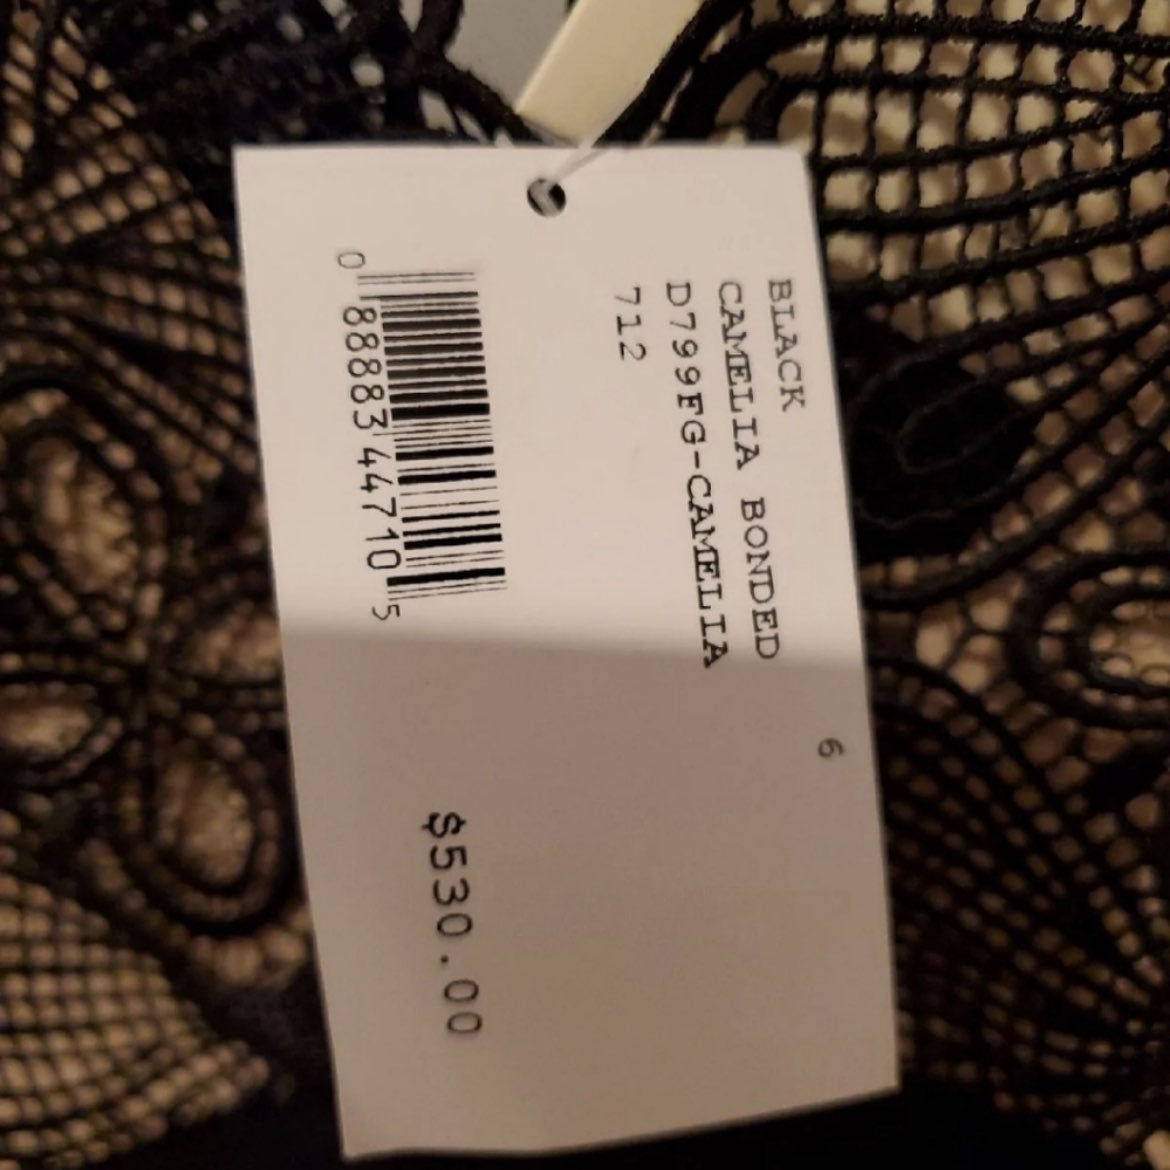 6
BLACK
CAMELIA BONDED
D799FG-CAMELIA
712
0 88883 44710 5
$530.00